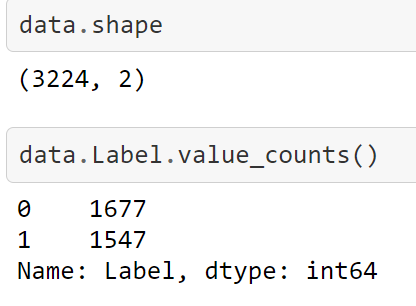 data.shape
(3224, 2)
data.Label.value_counts()
0    1677
1    1547
Name: Label, dtype: int64